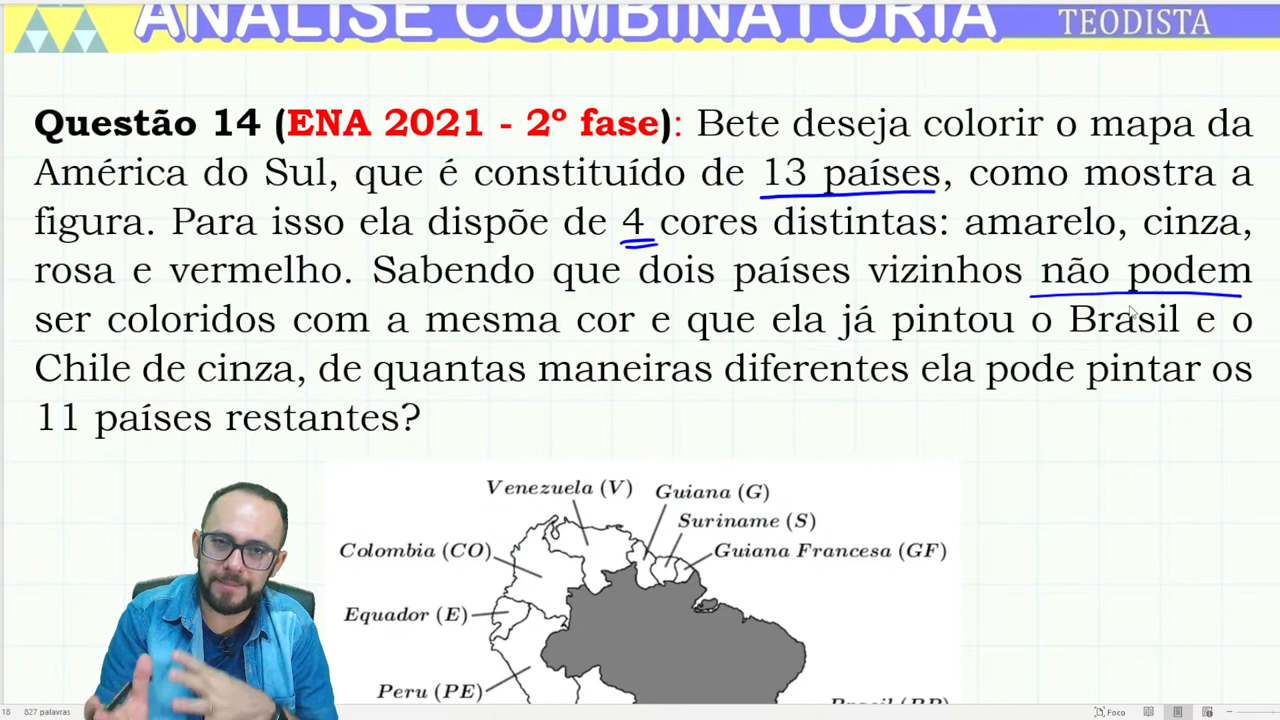 ANÁLISE COMBINATÓRIA
TEODISTA
Questão 14 (ENA 2021 - 2º fase): Bete deseja colorir o mapa da
América do Sul, que é constituído de 13 países, como mostra a
figura. Para isso ela dispõe de 4 cores distintas: amarelo, cinza,
rosa e vermelho. Sabendo que dois países vizinhos não podem
ser coloridos com a mesma cor e que ela já pintou o Brasil e o
Chile de cinza, de quantas maneiras diferentes ela pode pintar os
11 países restantes?
Venezuela (V)
Guiana (G)
Suriname (S)
Colombia (CO)
Guiana Francesa (GF)
Equador (E)
Peru (PE)
Brasil (BR)
18 827 palavras
Foco